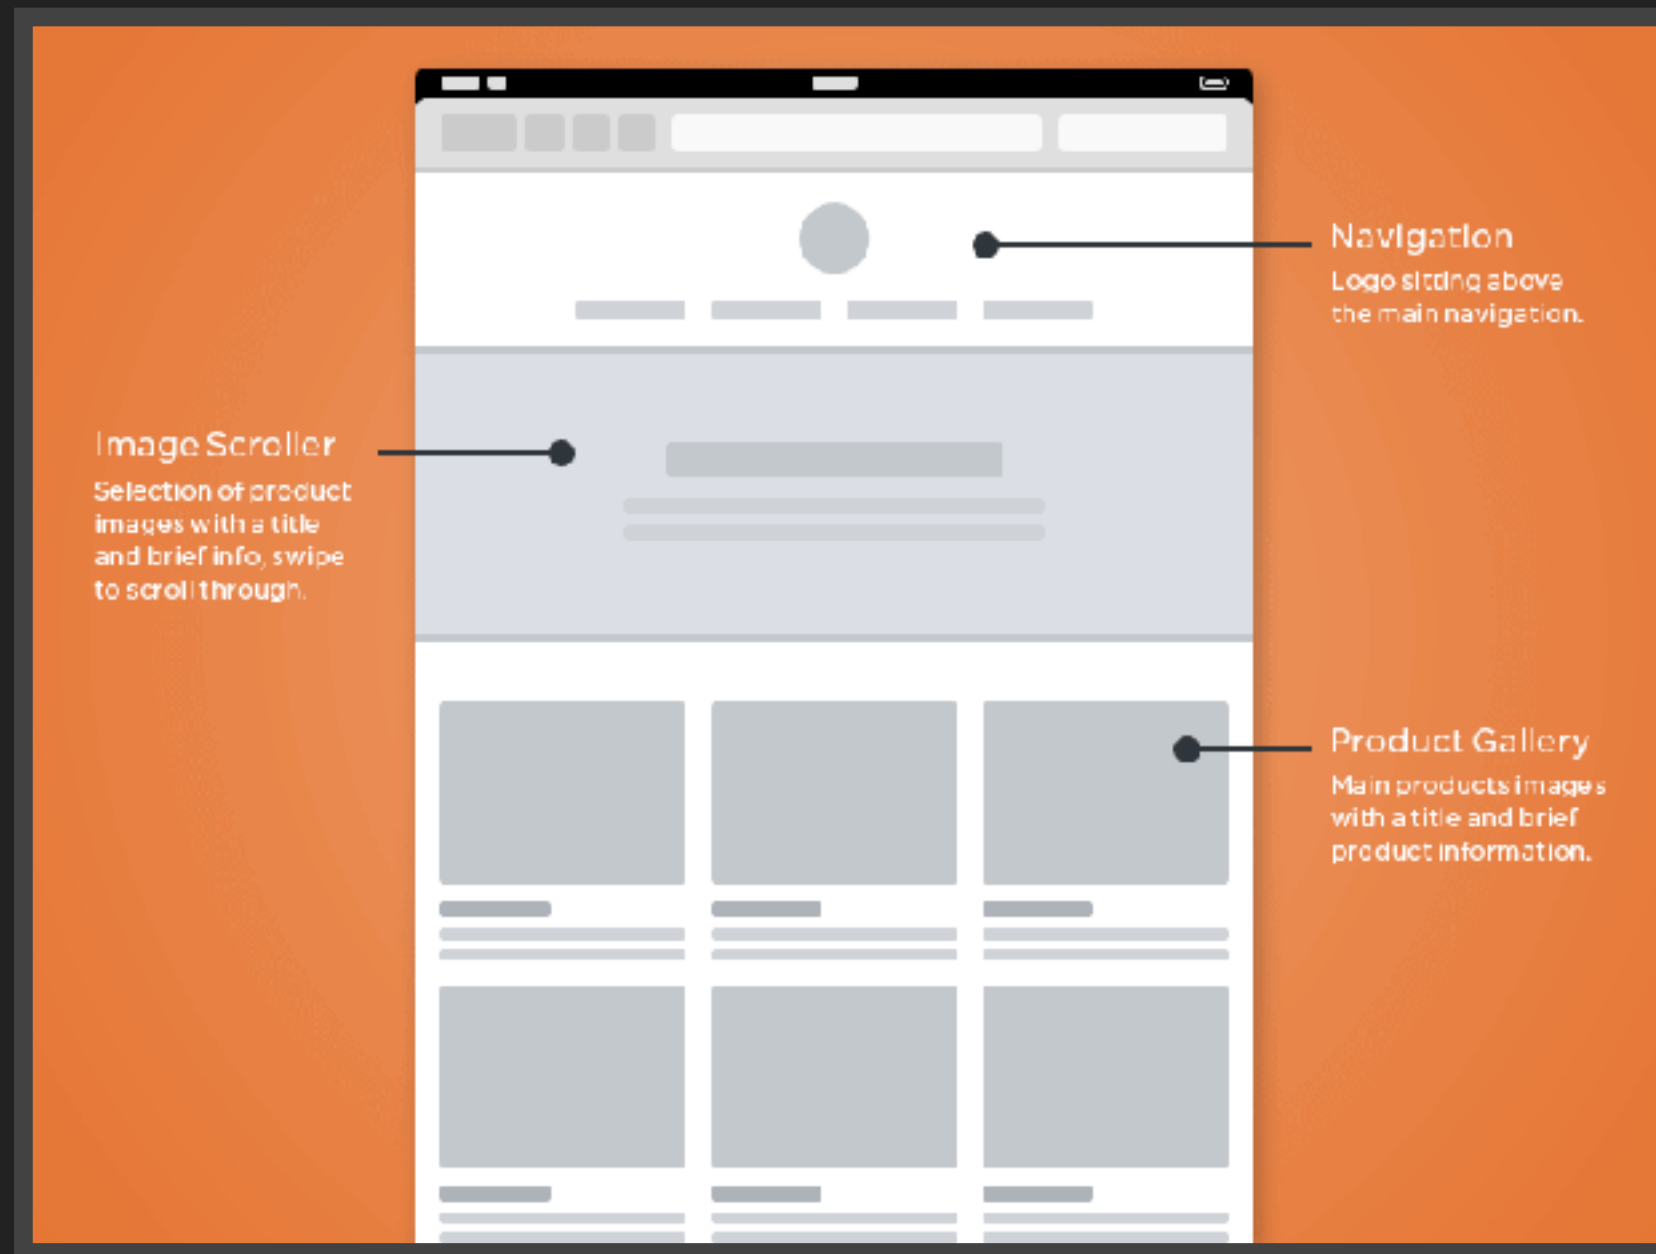 Navigation
Logo sitting above
the main navigation.
Image Scroller
Selection of product
images with a title
and brief info, swipe
to scroll through.
Product Gallery
Main products images
with a title and brief
product information.